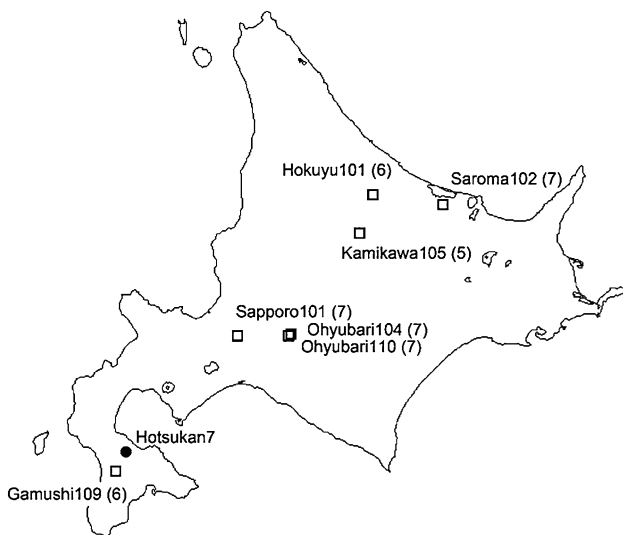 Hokuyu101 (6)
Saroma102 (7)
Kamikawa105 (5)
Sapporo101 (7)
Ohyubari104 (7)
Ohyubari110 (7)
Hotsukan7
Gamushi109 (6)